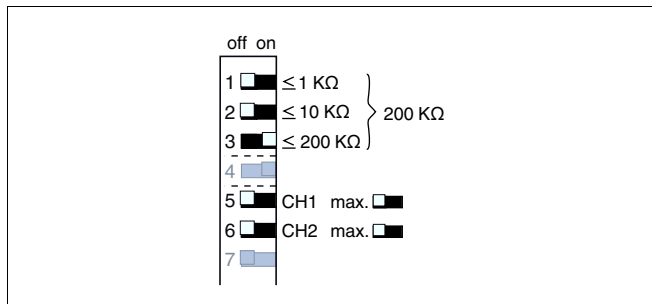 off on
1 ≤ 1 KΩ
2 ≤ 10 KΩ 200 KΩ
3 ≤ 200 KΩ
4
5 CH1 max.
6 CH2 max.
7